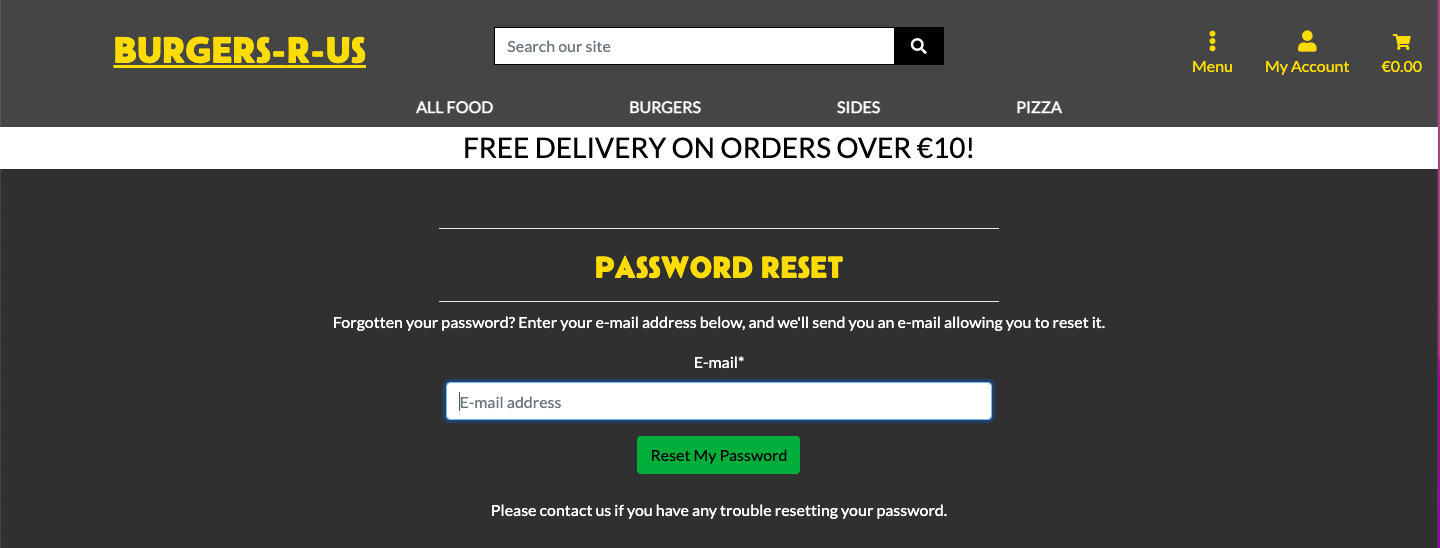 BURGERS-R-US
Search our site
Menu
My Account
€0.00
ALL FOOD
BURGERS
SIDES
PIZZA
FREE DELIVERY ON ORDERS OVER €10!
PASSWORD RESET
Forgotten your password? Enter your e-mail address below, and we'll send you an e-mail allowing you to reset it.
E-mail*
E-mail address
Reset My Password
Please contact us if you have any trouble resetting your password.